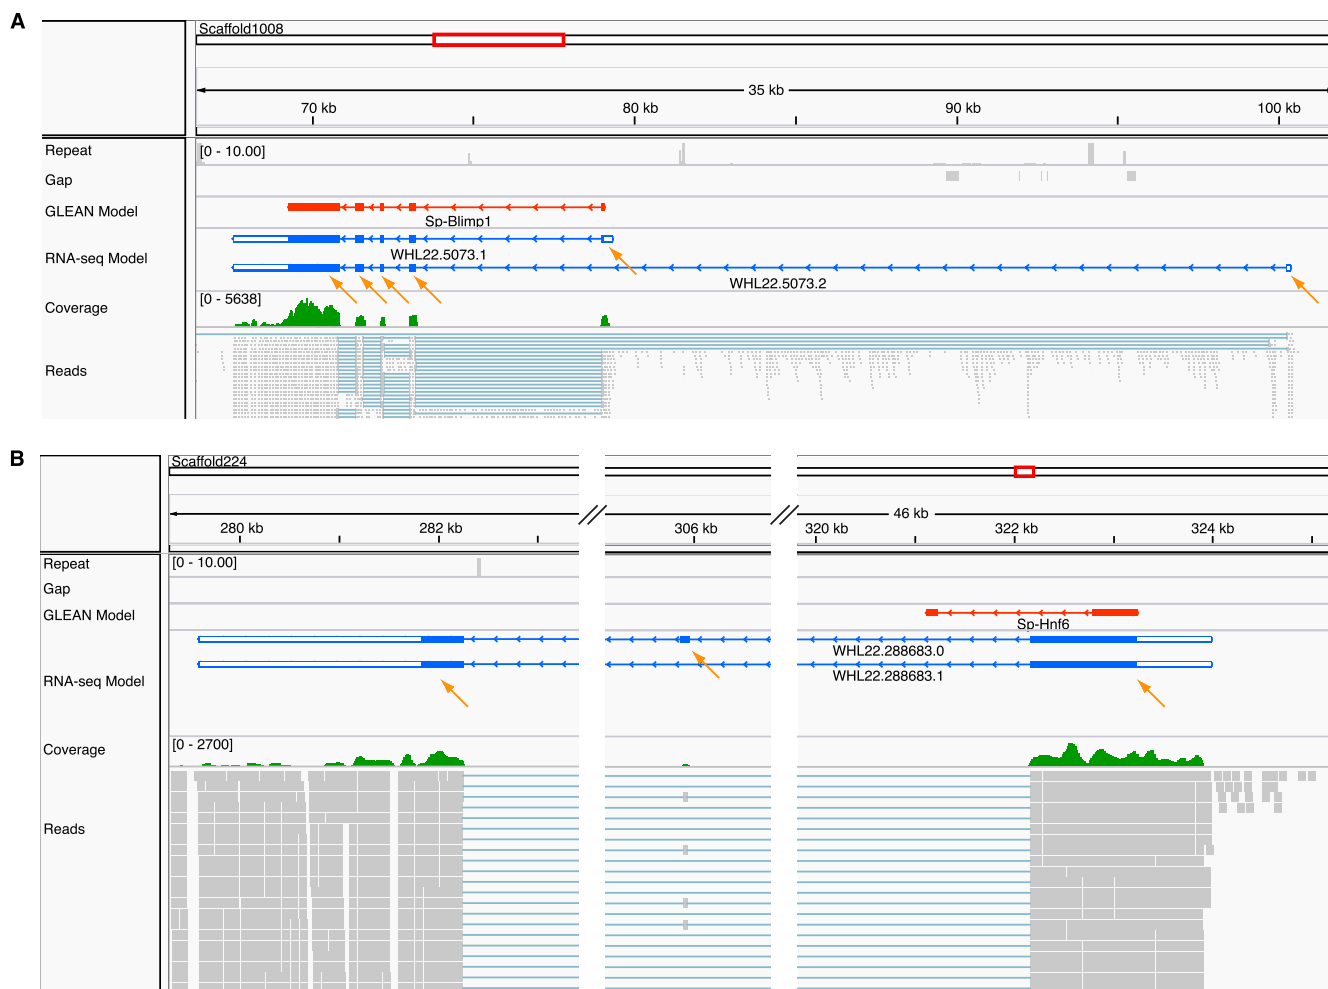 A
Scaffold1008
35 kb
70 kb 80 kb 90 kb 100 kb
Repeat [0 - 10.00]
Gap
GLEAN Model
Sp-Blimp1
RNA-seq Model
WHL22.5073.1
WHL22.5073.2
Coverage [0 - 5638]
Reads
B
Scaffold224
46 kb
280 kb 282 kb 306 kb 320 kb 322 kb 324 kb
Repeat [0 - 10.00]
Gap
GLEAN Model
Sp-Hnf6
WHL22.288683.0
RNA-seq Model
WHL22.288683.1
Coverage [0 - 2700]
Reads